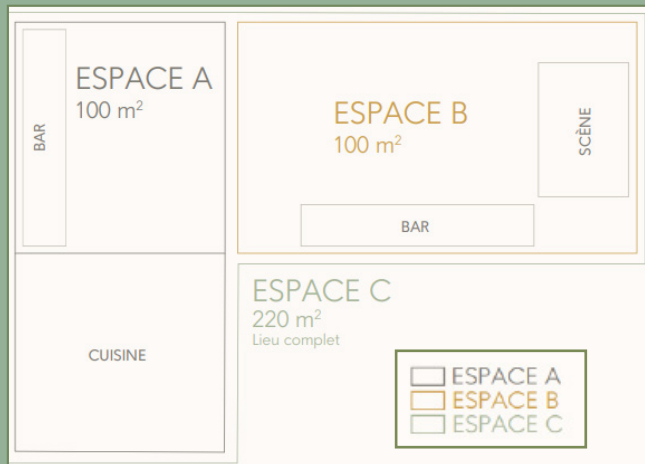 ESPACE A
100 m²
BAR
ESPACE B
100 m²
SCÈNE
BAR
CUISINE
ESPACE C
220 m²
Lieu complet
ESPACE A
ESPACE B
ESPACE C